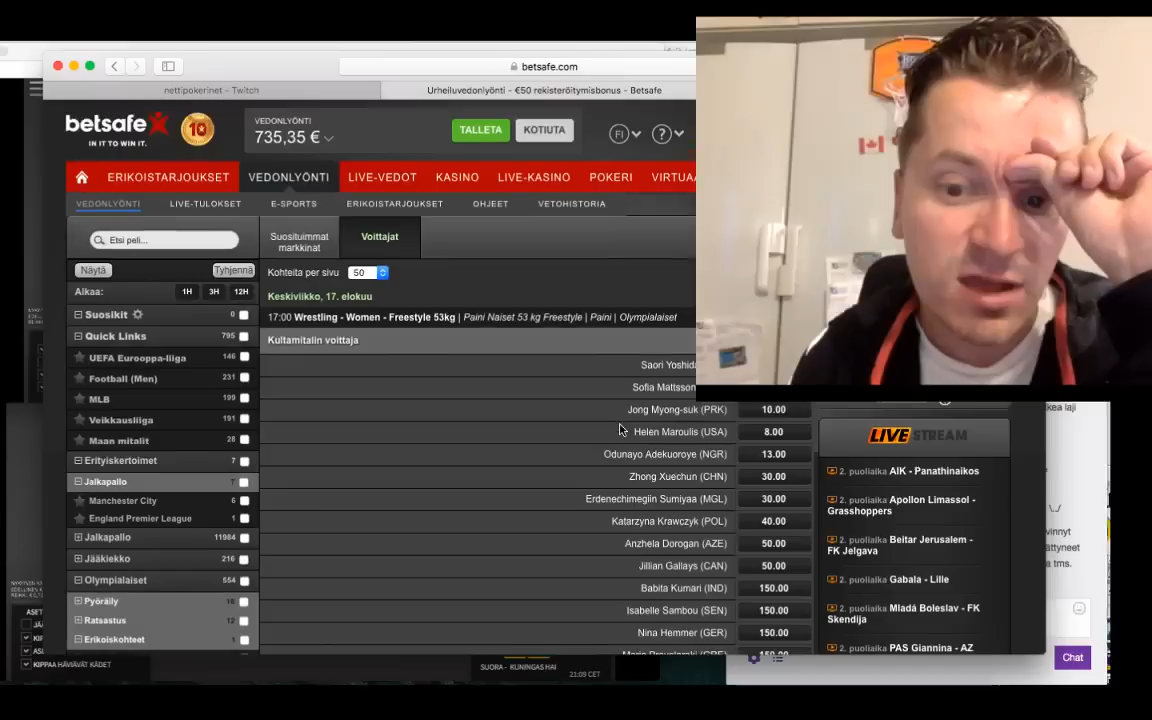 betsafe.com
nettipokerinet - Twitch
Urheiluvedonlyönti - €50 rekisteröitymisbonus - Betsafe
betsafe
IN IT TO WIN IT.
10
VEDONLYÖNTI
735,35 €
TALLETA
KOTIUTA
FI
?
ERIKOISTARJOUKSET
VEDONLYÖNTI
LIVE-VEDOT
KASINO
LIVE-KASINO
POKERI
VIRTUAA
VEDONLYÖNTI
LIVE-TULOKSET
E-SPORTS
ERIKOISTARJOUKSET
OHJEET
VETOHISTORIA
Etsi peli...
Suosituimmat
markkinat
Voittajat
Näytä
Tyhjennä
Kohteita per sivu 50
Alkaa: 1H 3H 12H
Keskiviikko, 17. elokuu
Suosikit 0
17:00 Wrestling - Women - Freestyle 53kg | Paini Naiset 53 kg Freestyle | Paini | Olympialaiset
Quick Links 795
Kultamitalin voittaja
UEFA Eurooppa-liiga 146
Football (Men) 231
MLB 199
Veikkausliiga 191
Maan mitalit 28
Erityiskertoimet 7
Jalkapallo 7
Manchester City 6
England Premier League 1
Jalkapallo 11984
Jääkiekko 216
Olympialaiset 554
Pyöräily 18
Ratsastus 12
Erikoiskohteet 1
Saori Yoshida
Sofia Mattsson
Jong Myong-suk (PRK) 10.00
Helen Maroulis (USA) 8.00
Odunayo Adekuoroye (NGR) 13.00
Zhong Xuechun (CHN) 30.00
Erdenechimegiin Sumiyaa (MGL) 30.00
Katarzyna Krawczyk (POL) 40.00
Anzhela Dorogan (AZE) 50.00
Jillian Gallays (CAN) 50.00
Babita Kumari (IND) 150.00
Isabelle Sambou (SEN) 150.00
Nina Hemmer (GER) 150.00
LIVE STREAM
2. puoliaika AIK - Panathinaikos
2. puoliaika Apollon Limassol -
Grasshoppers
2. puoliaika Beitar Jerusalem -
FK Jelgava
2. puoliaika Gabala - Lille
2. puoliaika Mladá Boleslav - FK
Skendija
2. puoliaika PAS Giannina - AZ
kea laji
\../
vinnyt
ättyneet
a tms.
Chat
ASET
KIPPAA HÄVIÄVÄT KÄDET
SUORA - KUNINGAS HAI
21:09 CET